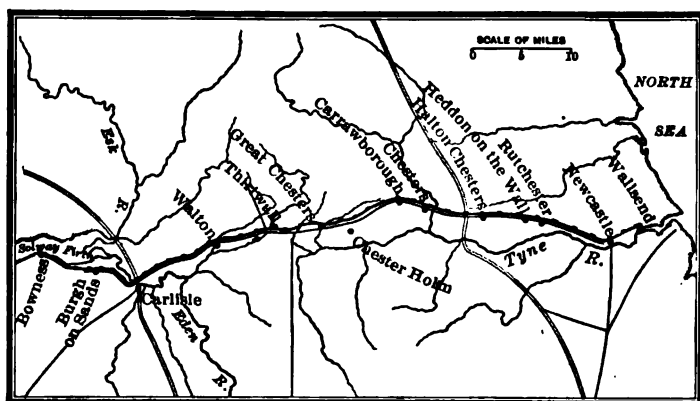 SCALE OF MILES
0 5 10
NORTH
SEA
Esk
R.
Solway Firth
Bowness
Burgh
on Sands
Carlisle
Eden
R.
Walton
Thirlwall
Great Chesters
Carrawborough
Chesters
Chester Holm
Halton Chesters
Heddon on the Wall
Rutchester
Newcastle
Wallsend
Tyne
R.